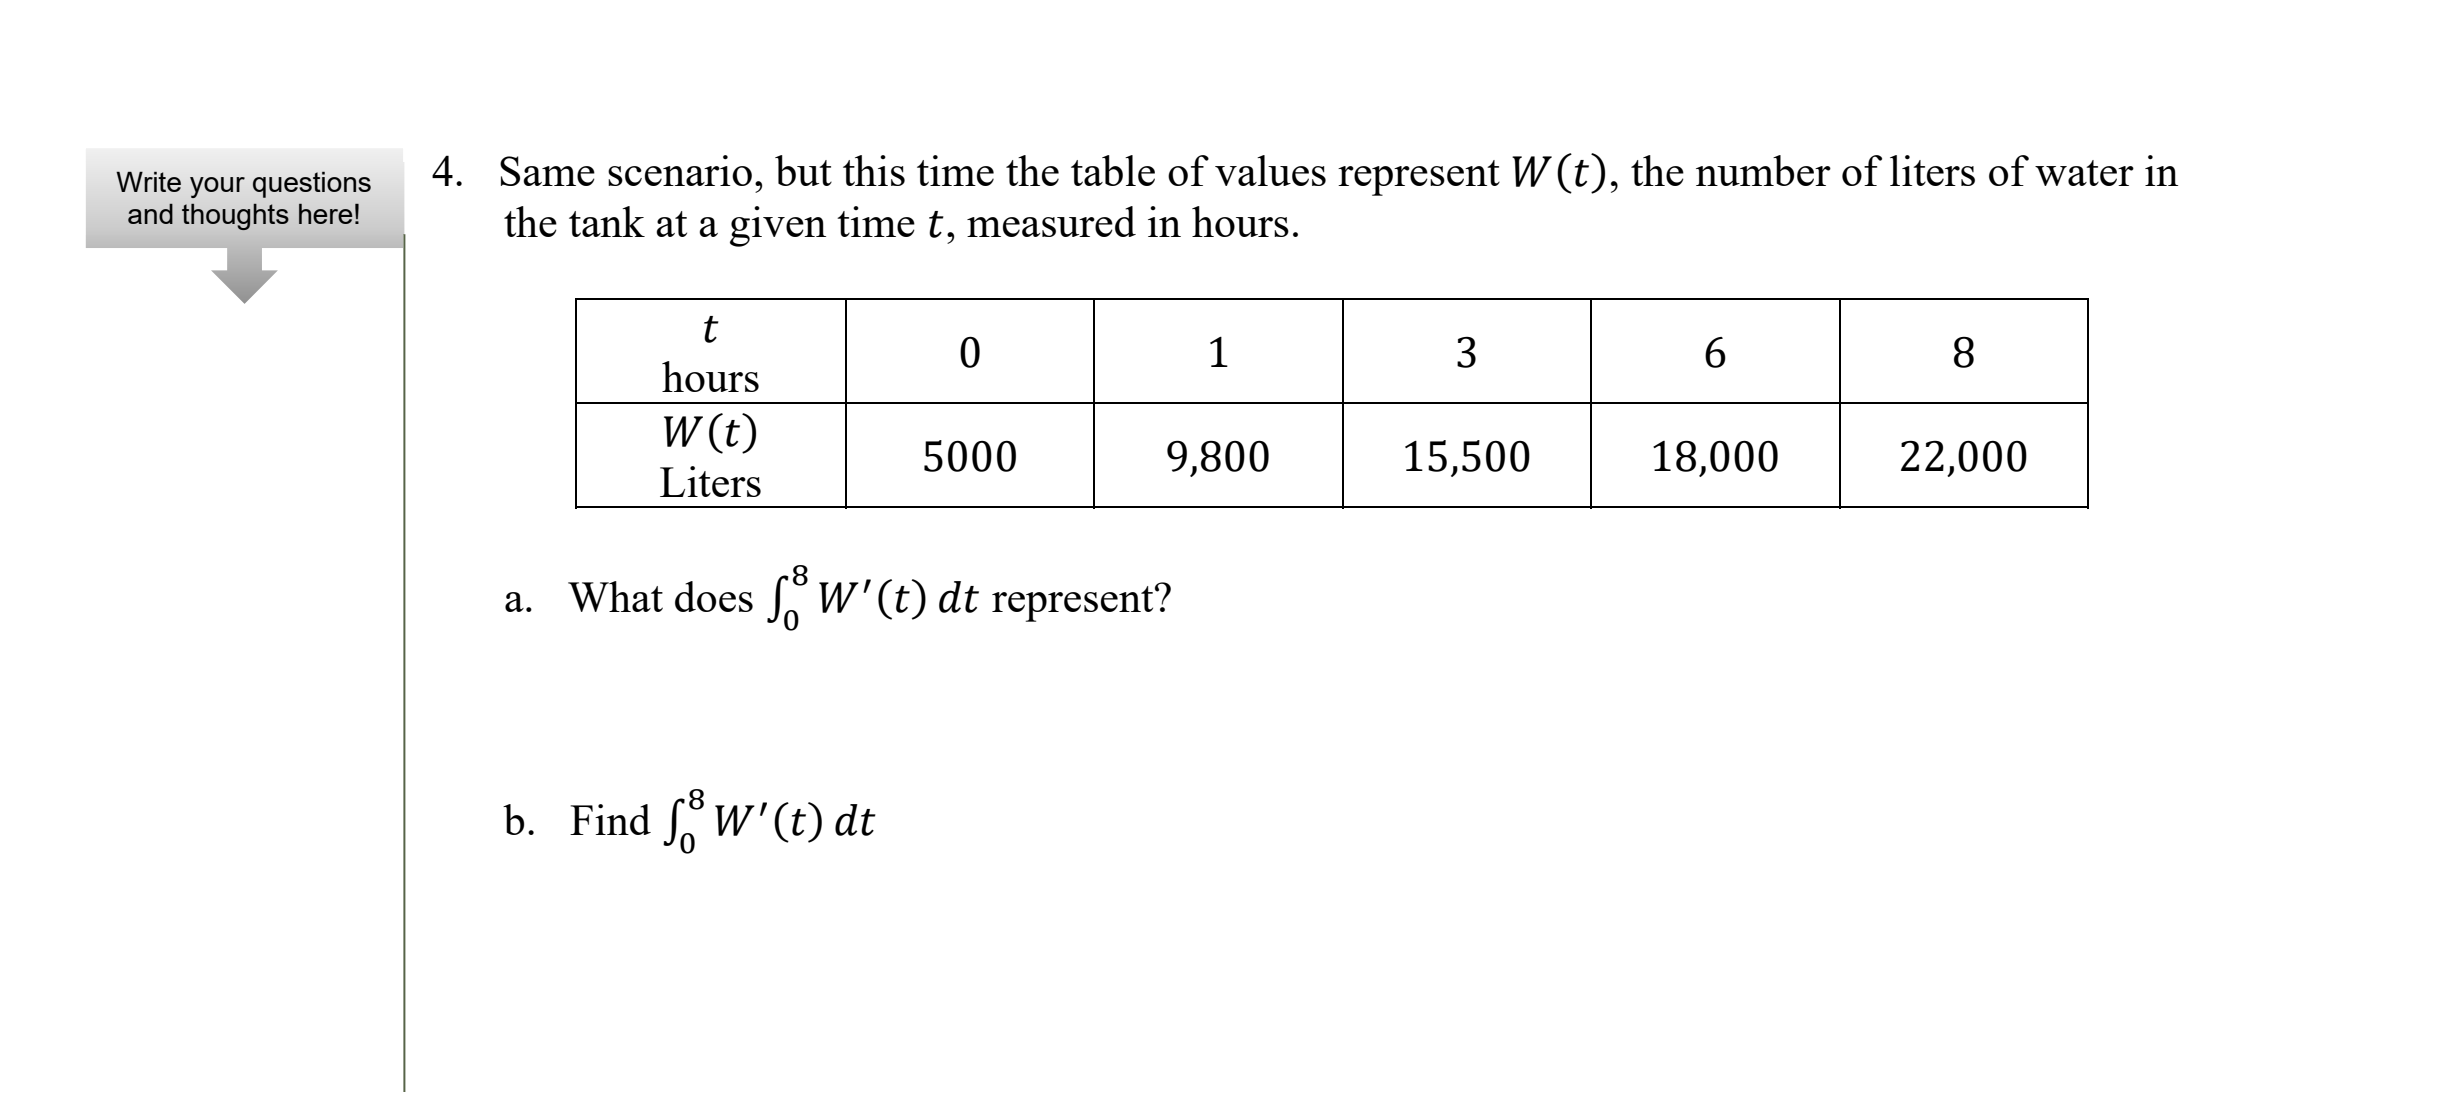 Write your questions
and thoughts here!
4. Same scenario, but this time the table of values represent W(t), the number of liters of water in
the tank at a given time t, measured in hours.
t
hours
0
1
3
6
8
W(t)
Liters
5000
9,800
15,500
18,000
22,000
a. What does ∫₀⁸ W′(t) dt represent?
b. Find ∫₀⁸ W′(t) dt